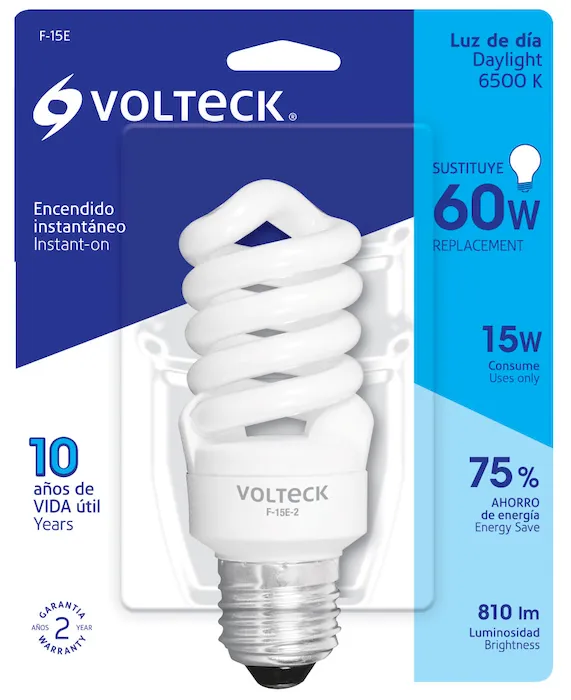 F-15E
VOLTECK®
Encendido
instantáneo
Instant-on
10
años de
VIDA útil
Years
GARANTÍA
AÑOS 2 YEAR
WARRANTY
VOLTECK
F-15E-2
Luz de día
Daylight
6500 K
SUSTITUYE
60W
REPLACEMENT
15W
Consume
Uses only
75 %
AHORRO
de energía
Energy Save
810 lm
Luminosidad
Brightness